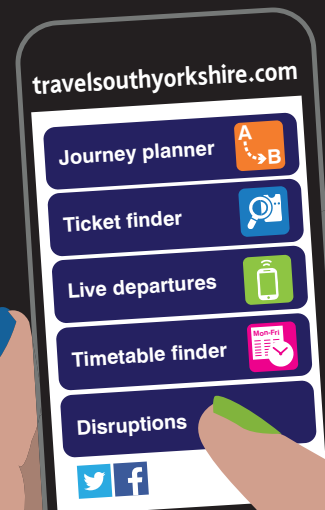 travelsouthyorkshire.com
Journey planner
A
B
Ticket finder
Live departures
Timetable finder
Mon-Fri
Disruptions